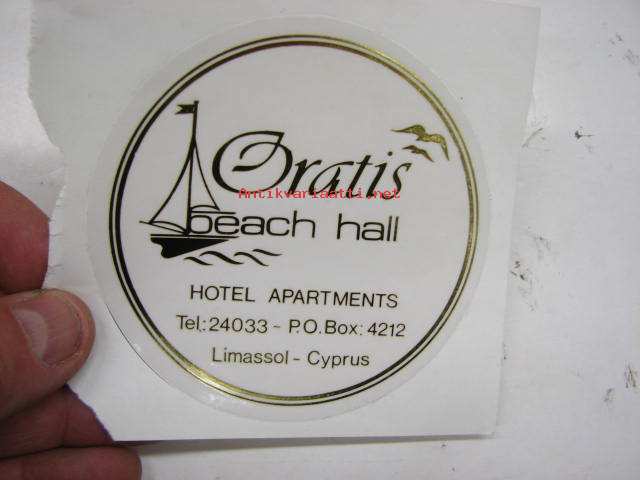 Oratis
Antikvariaatti.net
beach hall
HOTEL APARTMENTS
Tel.:24033 - P.O.Box: 4212
Limassol - Cyprus